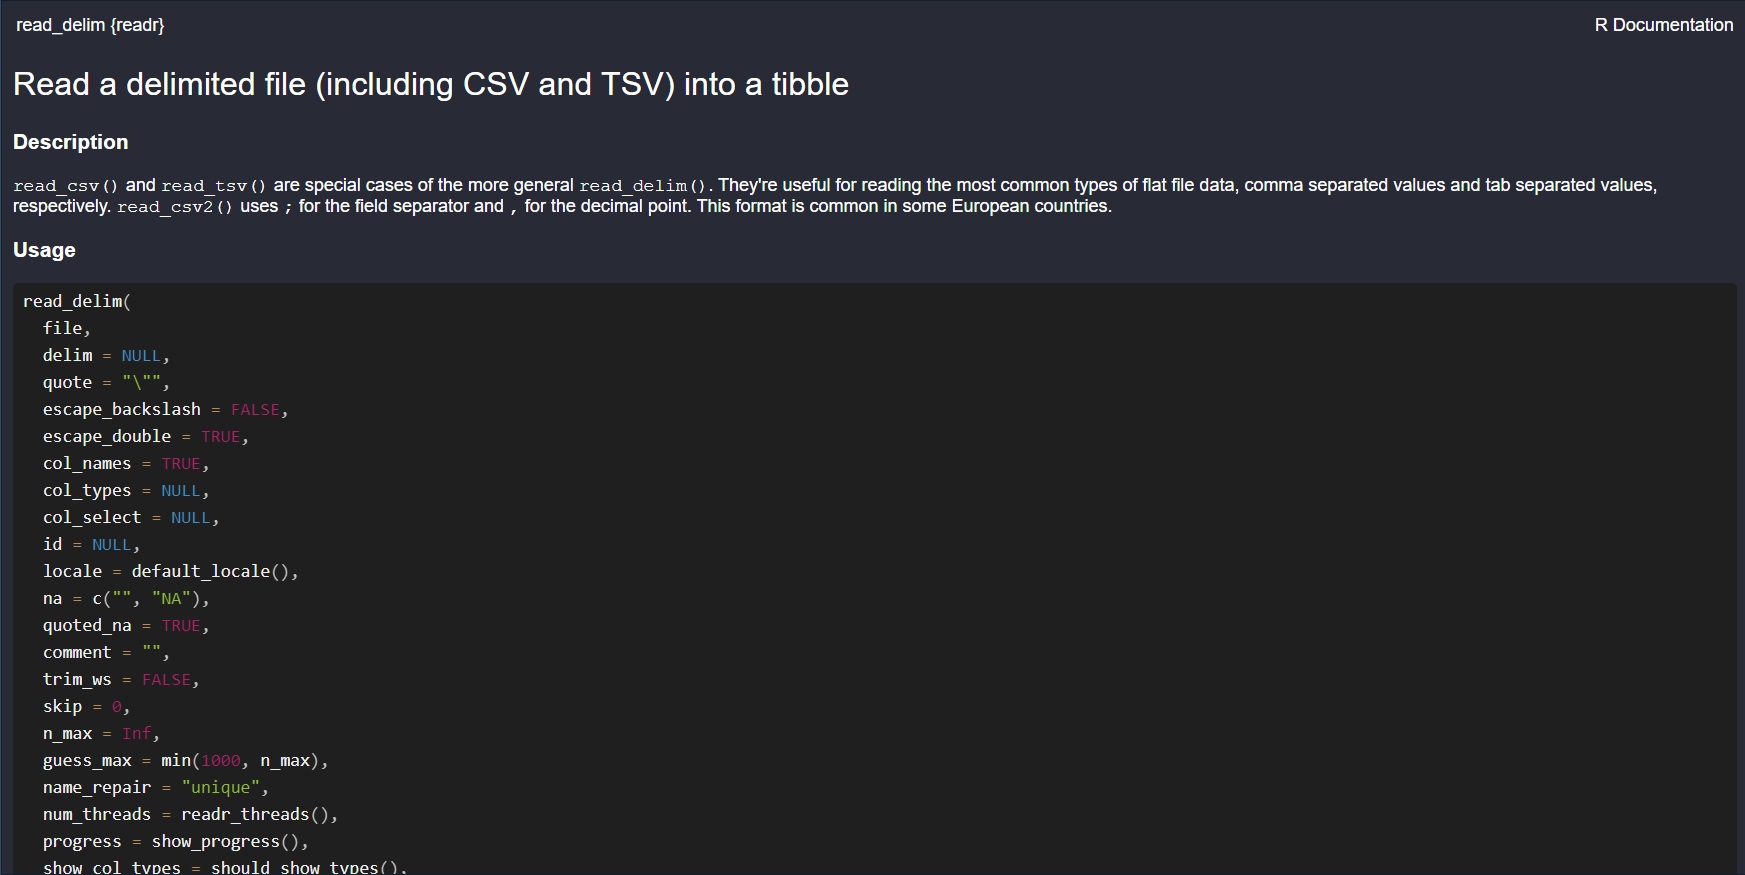 read_delim {readr}
R Documentation
Read a delimited file (including CSV and TSV) into a tibble
Description
read_csv() and read_tsv() are special cases of the more general read_delim(). They're useful for reading the most common types of flat file data, comma separated values and tab separated values,
respectively. read_csv2() uses ; for the field separator and , for the decimal point. This format is common in some European countries.
Usage
read_delim(
  file,
  delim = NULL,
  quote = "\"",
  escape_backslash = FALSE,
  escape_double = TRUE,
  col_names = TRUE,
  col_types = NULL,
  col_select = NULL,
  id = NULL,
  locale = default_locale(),
  na = c("", "NA"),
  quoted_na = TRUE,
  comment = "",
  trim_ws = FALSE,
  skip = 0,
  n_max = Inf,
  guess_max = min(1000, n_max),
  name_repair = "unique",
  num_threads = readr_threads(),
  progress = show_progress(),
  show_col_types = should_show_types(),